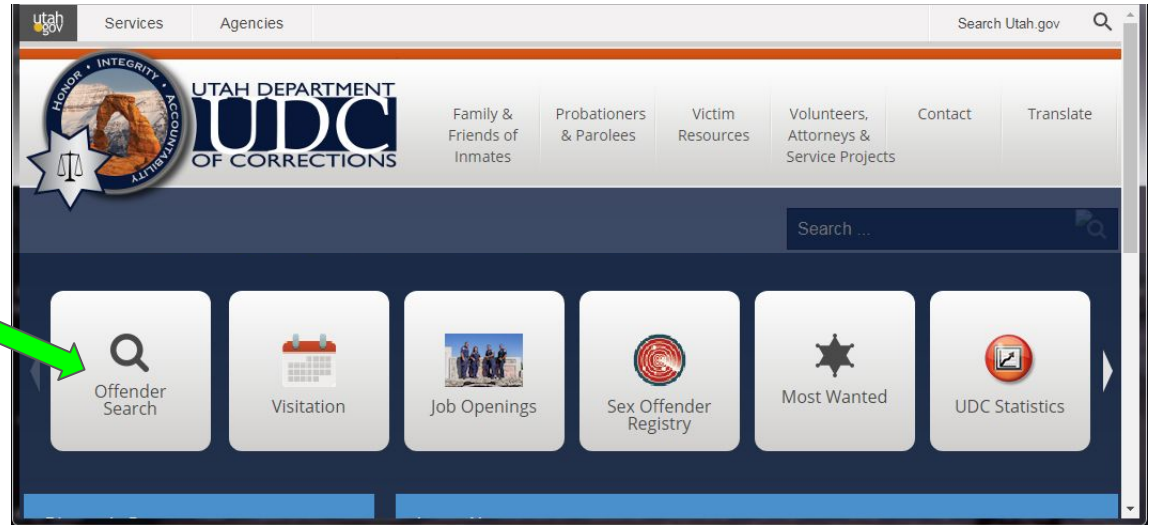 utah
gov
Services
Agencies
Search Utah.gov
HONOR · INTEGRITY · ACCOUNTABILITY
UTAH DEPARTMENT
UDC
OF CORRECTIONS
Family &
Friends of
Inmates
Probationers
& Parolees
Victim
Resources
Volunteers,
Attorneys &
Service Projects
Contact
Translate
Search ...
Offender
Search
Visitation
Job Openings
Sex Offender
Registry
Most Wanted
UDC Statistics